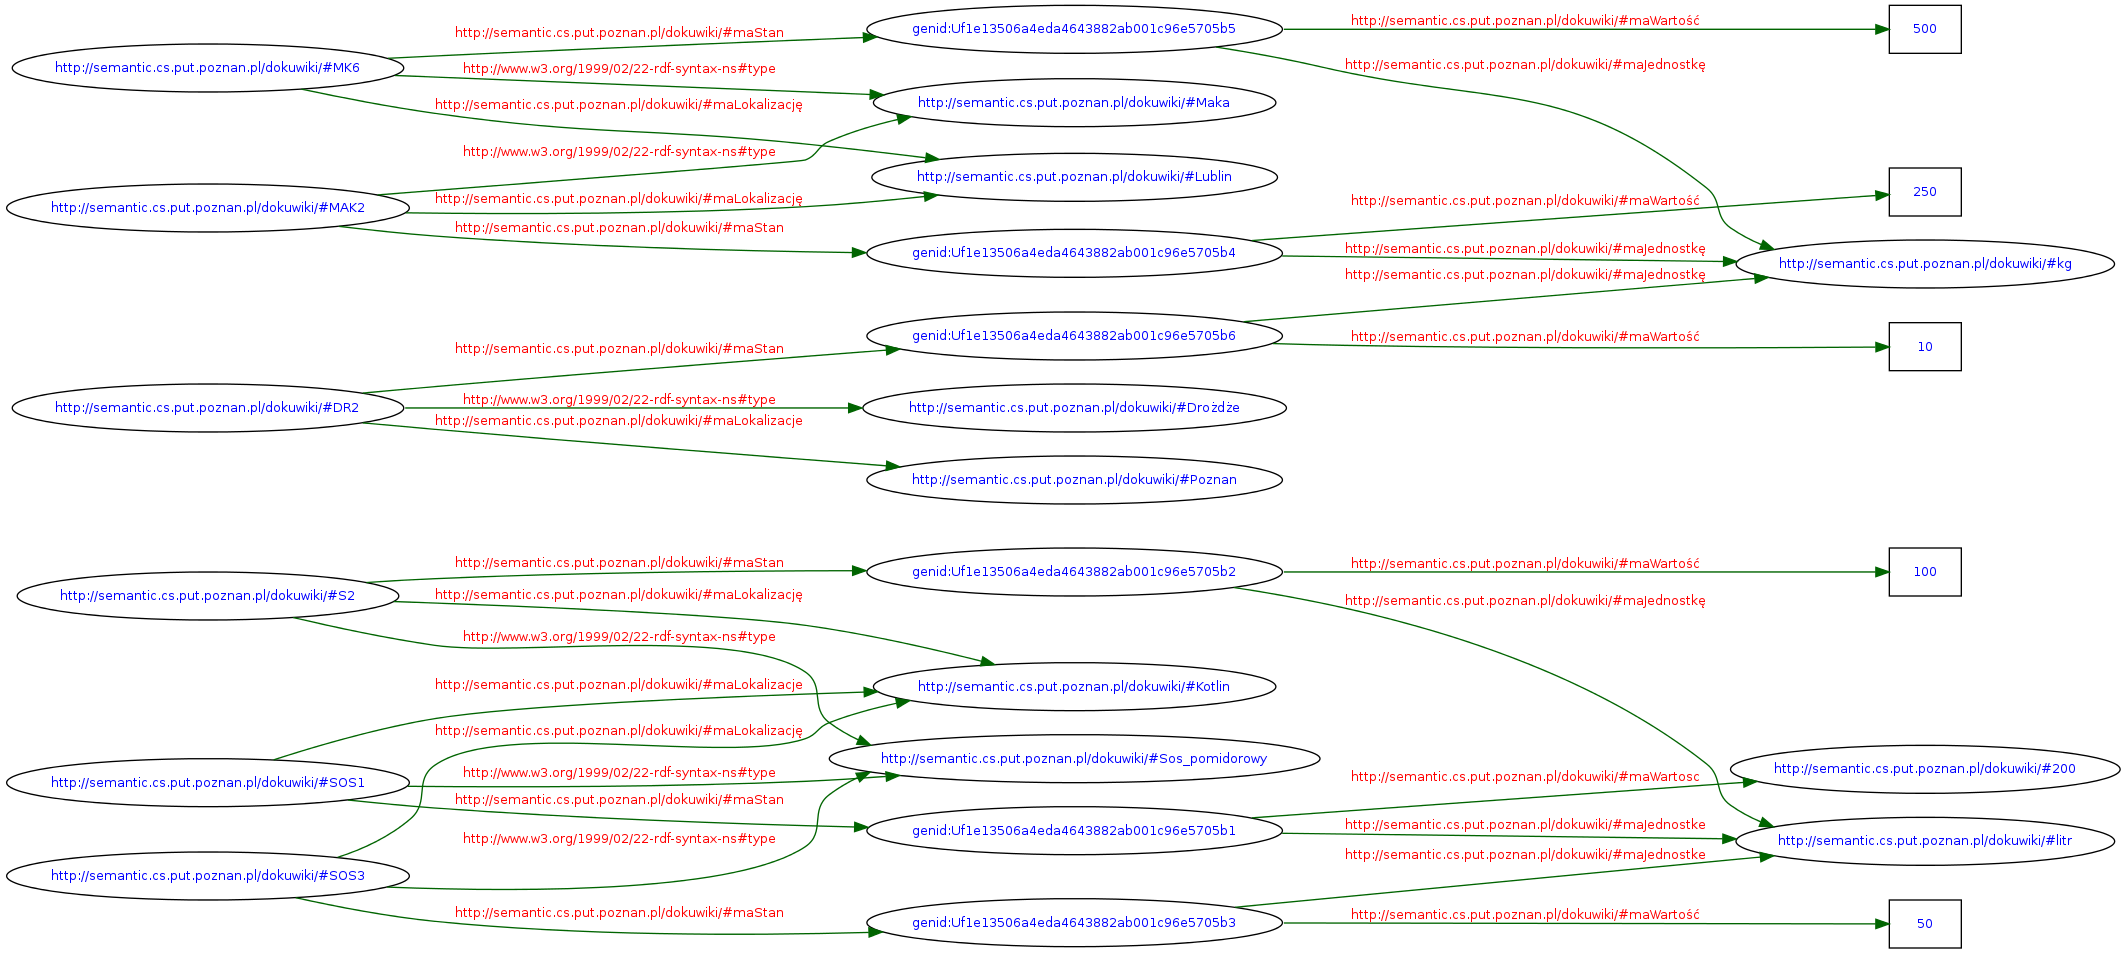 http://semantic.cs.put.poznan.pl/dokuwiki/#maStan
genid:Uf1e13506a4eda4643882ab001c96e5705b5
http://semantic.cs.put.poznan.pl/dokuwiki/#maWartość
500
http://semantic.cs.put.poznan.pl/dokuwiki/#MK6
http://www.w3.org/1999/02/22-rdf-syntax-ns#type
http://semantic.cs.put.poznan.pl/dokuwiki/#maJednostkę
http://semantic.cs.put.poznan.pl/dokuwiki/#maLokalizację
http://semantic.cs.put.poznan.pl/dokuwiki/#Maka
http://www.w3.org/1999/02/22-rdf-syntax-ns#type
http://semantic.cs.put.poznan.pl/dokuwiki/#Lublin
http://semantic.cs.put.poznan.pl/dokuwiki/#MAK2
http://semantic.cs.put.poznan.pl/dokuwiki/#maLokalizację
http://semantic.cs.put.poznan.pl/dokuwiki/#maWartość
250
http://semantic.cs.put.poznan.pl/dokuwiki/#maStan
genid:Uf1e13506a4eda4643882ab001c96e5705b4
http://semantic.cs.put.poznan.pl/dokuwiki/#maJednostkę
http://semantic.cs.put.poznan.pl/dokuwiki/#kg
http://semantic.cs.put.poznan.pl/dokuwiki/#maJednostkę
http://semantic.cs.put.poznan.pl/dokuwiki/#maStan
genid:Uf1e13506a4eda4643882ab001c96e5705b6
http://semantic.cs.put.poznan.pl/dokuwiki/#maWartość
10
http://semantic.cs.put.poznan.pl/dokuwiki/#DR2
http://www.w3.org/1999/02/22-rdf-syntax-ns#type
http://semantic.cs.put.poznan.pl/dokuwiki/#Drożdże
http://semantic.cs.put.poznan.pl/dokuwiki/#maLokalizacje
http://semantic.cs.put.poznan.pl/dokuwiki/#Poznan
http://semantic.cs.put.poznan.pl/dokuwiki/#maStan
genid:Uf1e13506a4eda4643882ab001c96e5705b2
http://semantic.cs.put.poznan.pl/dokuwiki/#maWartość
100
http://semantic.cs.put.poznan.pl/dokuwiki/#S2
http://semantic.cs.put.poznan.pl/dokuwiki/#maLokalizację
http://semantic.cs.put.poznan.pl/dokuwiki/#maJednostkę
http://www.w3.org/1999/02/22-rdf-syntax-ns#type
http://semantic.cs.put.poznan.pl/dokuwiki/#maLokalizacje
http://semantic.cs.put.poznan.pl/dokuwiki/#Kotlin
http://semantic.cs.put.poznan.pl/dokuwiki/#maLokalizację
http://semantic.cs.put.poznan.pl/dokuwiki/#Sos_pomidorowy
http://semantic.cs.put.poznan.pl/dokuwiki/#SOS1
http://www.w3.org/1999/02/22-rdf-syntax-ns#type
http://semantic.cs.put.poznan.pl/dokuwiki/#maWartosc
http://semantic.cs.put.poznan.pl/dokuwiki/#200
http://semantic.cs.put.poznan.pl/dokuwiki/#maStan
genid:Uf1e13506a4eda4643882ab001c96e5705b1
http://semantic.cs.put.poznan.pl/dokuwiki/#maJednostke
http://semantic.cs.put.poznan.pl/dokuwiki/#litr
http://www.w3.org/1999/02/22-rdf-syntax-ns#type
http://semantic.cs.put.poznan.pl/dokuwiki/#maJednostke
http://semantic.cs.put.poznan.pl/dokuwiki/#SOS3
http://semantic.cs.put.poznan.pl/dokuwiki/#maStan
genid:Uf1e13506a4eda4643882ab001c96e5705b3
http://semantic.cs.put.poznan.pl/dokuwiki/#maWartość
50